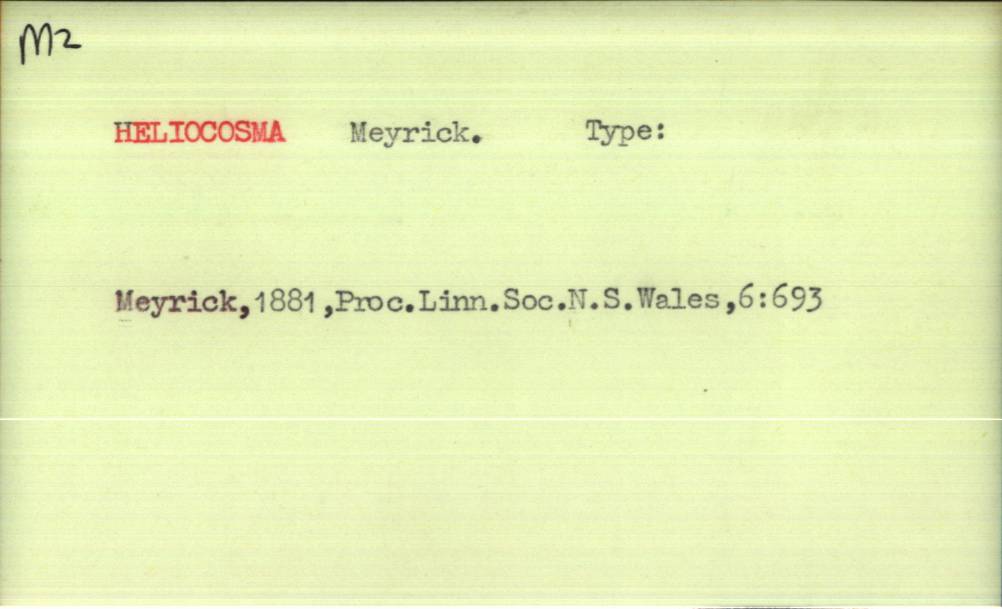 M2
HELIOCOSMA Meyrick. Type:
Meyrick,1881,Proc.Linn.Soc.N.S.Wales,6:693